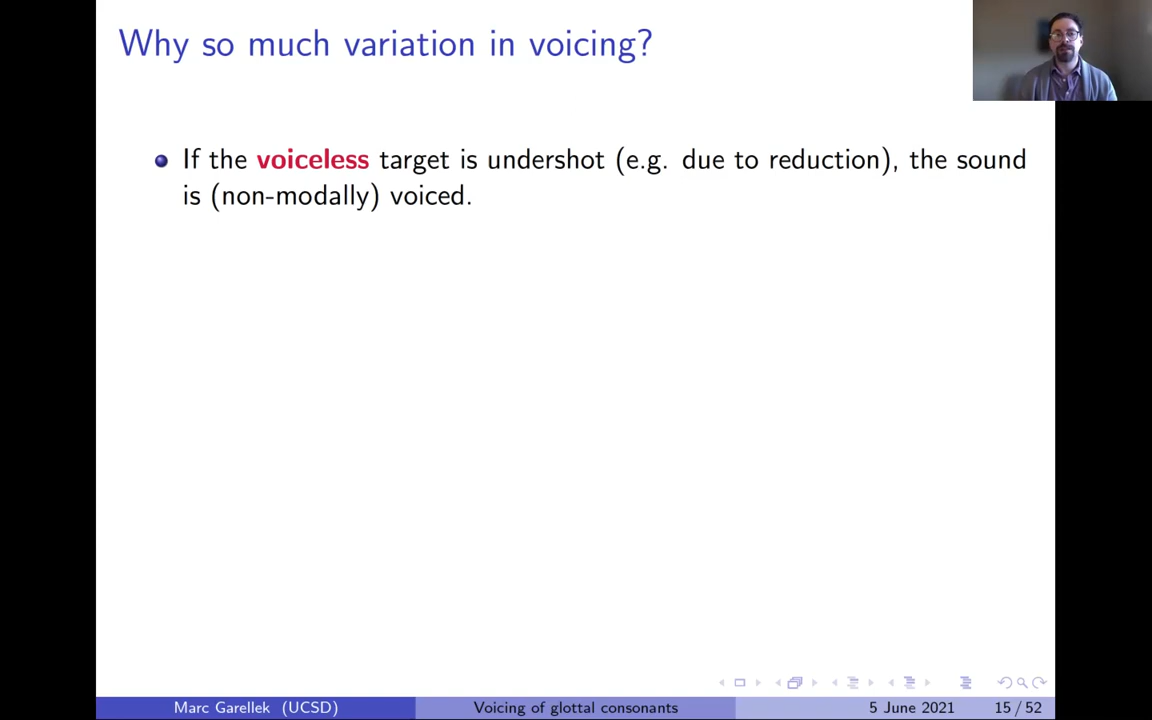 Why so much variation in voicing?
If the voiceless target is undershot (e.g. due to reduction), the sound
is (non-modally) voiced.
Marc Garellek (UCSD) Voicing of glottal consonants 5 June 2021 15 / 52